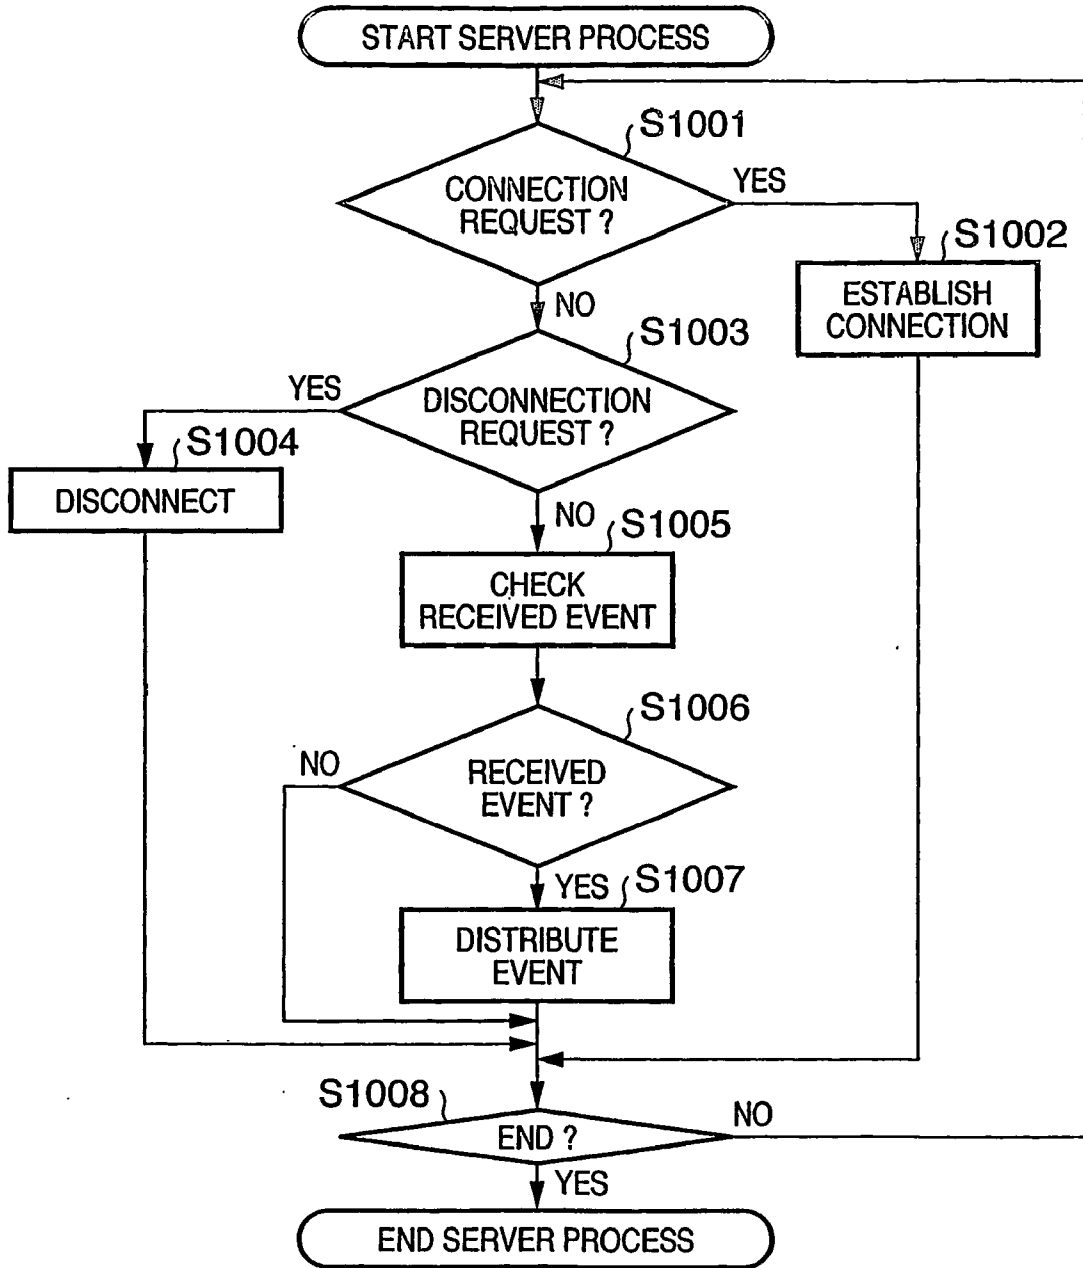 START SERVER PROCESS
S1001
CONNECTION
REQUEST ?
YES
S1002
ESTABLISH
CONNECTION
NO
S1003
YES
DISCONNECTION
REQUEST ?
S1004
DISCONNECT
NO
S1005
CHECK
RECEIVED EVENT
S1006
NO
RECEIVED
EVENT ?
YES
S1007
DISTRIBUTE
EVENT
S1008
END ?
NO
YES
END SERVER PROCESS